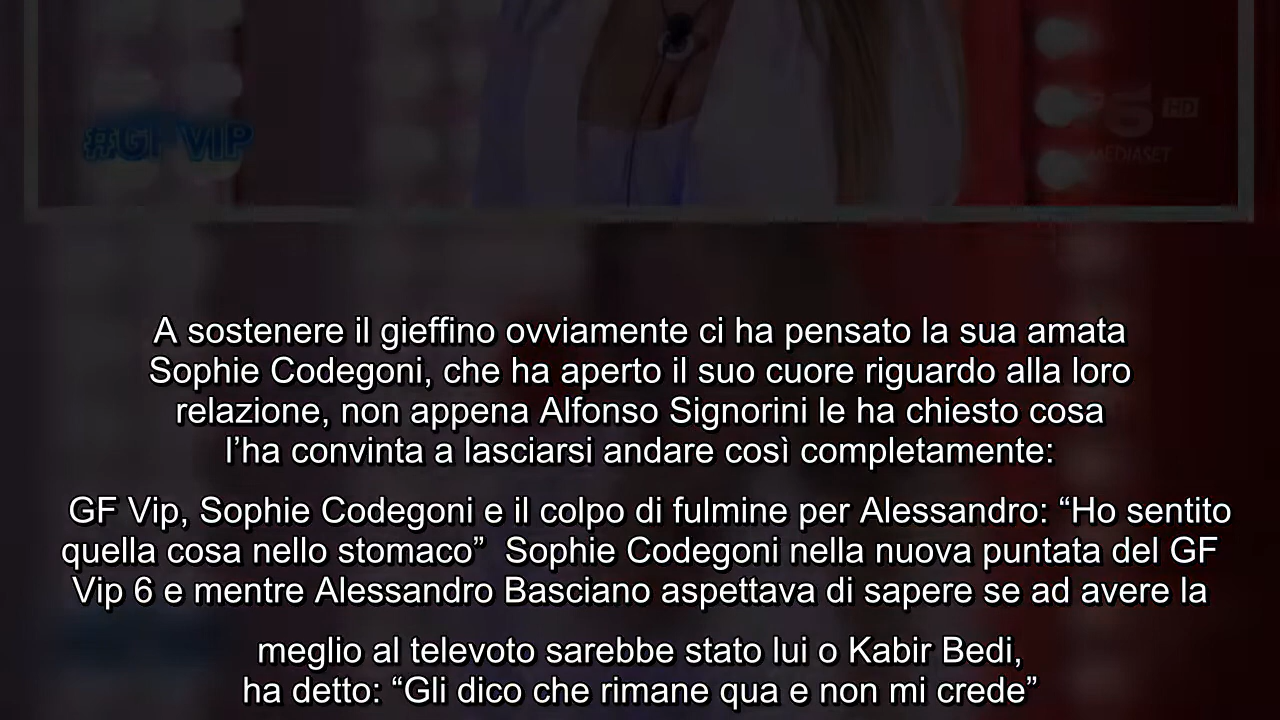 #GF VIP
5 HD
MEDIASET
A sostenere il gieffino ovviamente ci ha pensato la sua amata
Sophie Codegoni, che ha aperto il suo cuore riguardo alla loro
relazione, non appena Alfonso Signorini le ha chiesto cosa
l’ha convinta a lasciarsi andare così completamente:
GF Vip, Sophie Codegoni e il colpo di fulmine per Alessandro: “Ho sentito
quella cosa nello stomaco”  Sophie Codegoni nella nuova puntata del GF
Vip 6 e mentre Alessandro Basciano aspettava di sapere se ad avere la
meglio al televoto sarebbe stato lui o Kabir Bedi,
ha detto: “Gli dico che rimane qua e non mi crede”